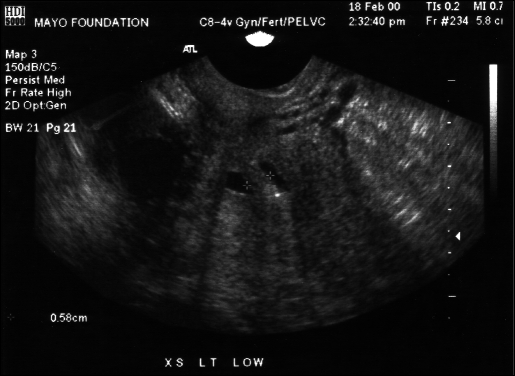 HDI
5000
MAYO FOUNDATION
C8-4v Gyn/Fert/PELVC
18 Feb 00
2:32:40 pm
TIs 0.2 MI 0.7
Fr #234 5.8 c
ATL
Map 3
150dB/C5
Persist Med
Fr Rate High
2D Opt:Gen
BW 21 Pg 21
0.58cm
XS LT LOW